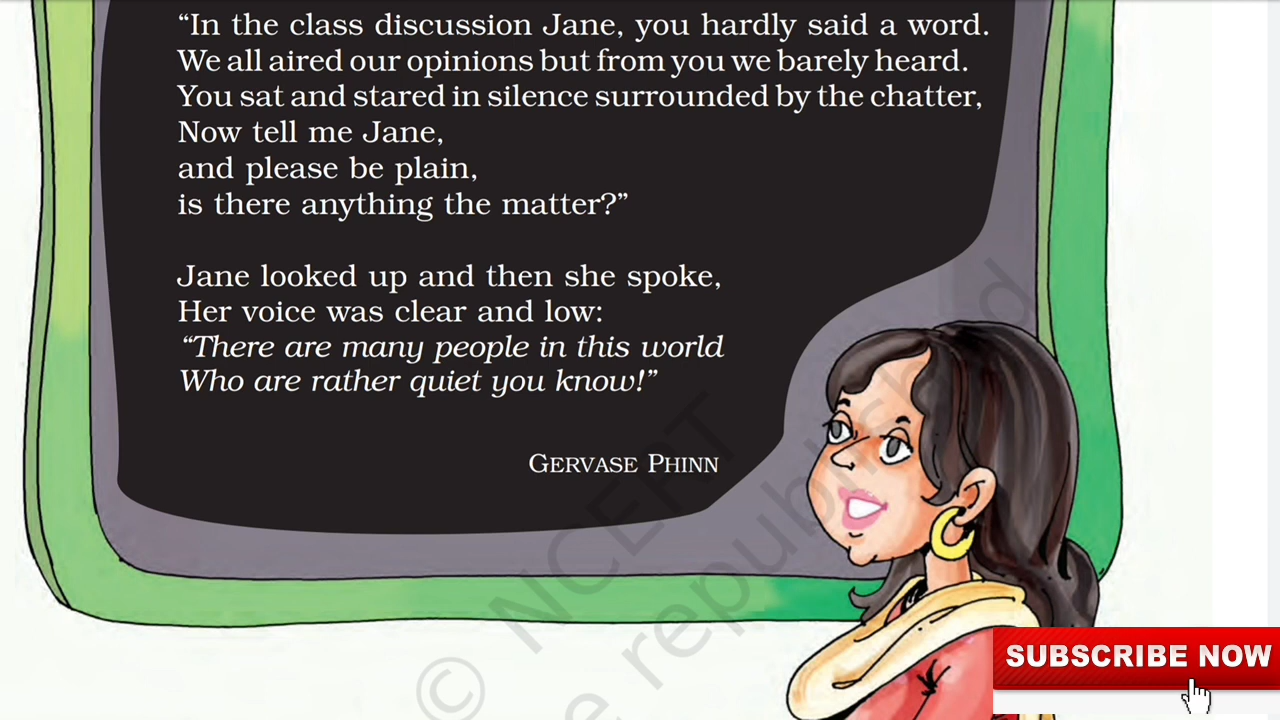 “In the class discussion Jane, you hardly said a word.
We all aired our opinions but from you we barely heard.
You sat and stared in silence surrounded by the chatter,
Now tell me Jane,
and please be plain,
is there anything the matter?”
Jane looked up and then she spoke,
Her voice was clear and low:
“There are many people in this world
Who are rather quiet you know!”
GERVASE PHINN
© NCERT
be republished
SUBSCRIBE NOW